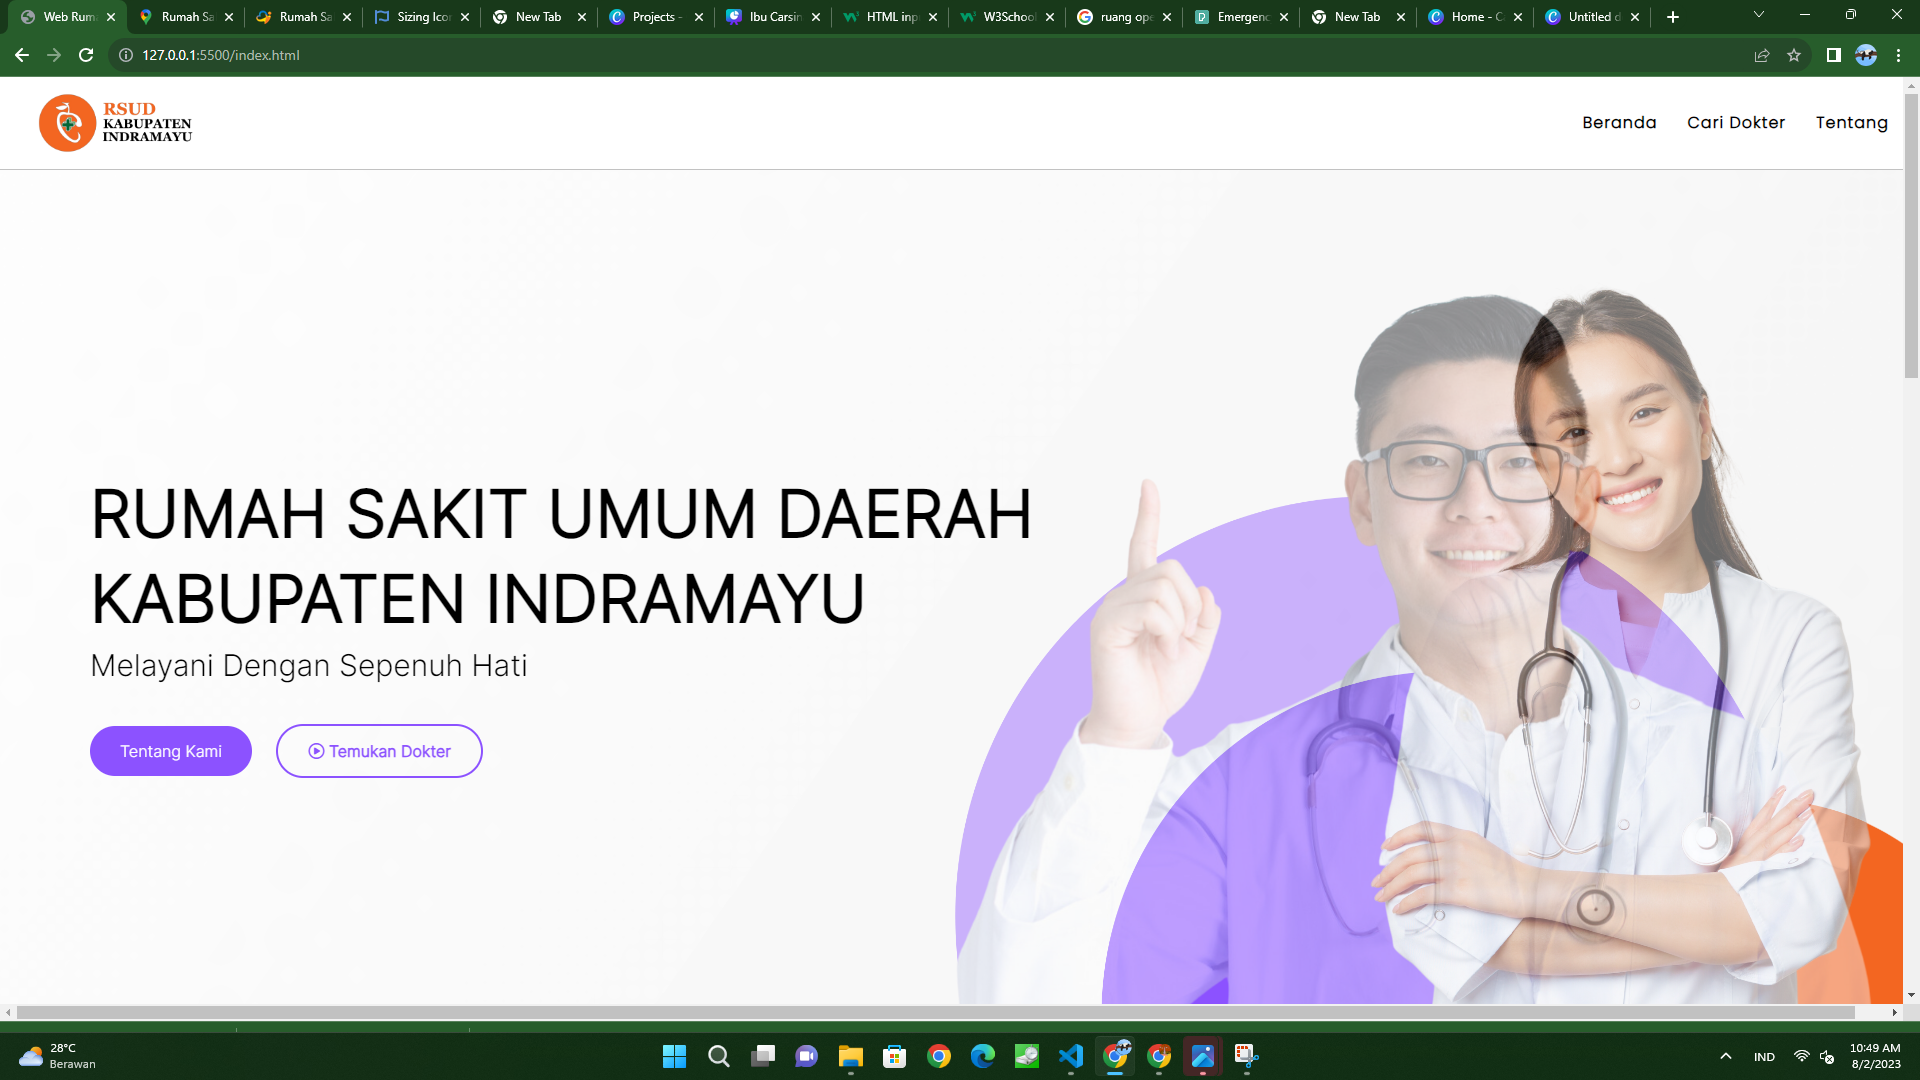 Web Rum
Rumah Sa
Rumah Sa
Sizing Ico
New Tab
Projects -
Ibu Carsin
HTML inp
W3School
ruang ope
Emergenc
New Tab
Home - C
Untitled d
127.0.0.1:5500/index.html
RSUD
KABUPATEN
INDRAMAYU
Beranda
Cari Dokter
Tentang
RUMAH SAKIT UMUM DAERAH
KABUPATEN INDRAMAYU
Melayani Dengan Sepenuh Hati
Tentang Kami
Temukan Dokter
28°C
Berawan
IND
10:49 AM
8/2/2023